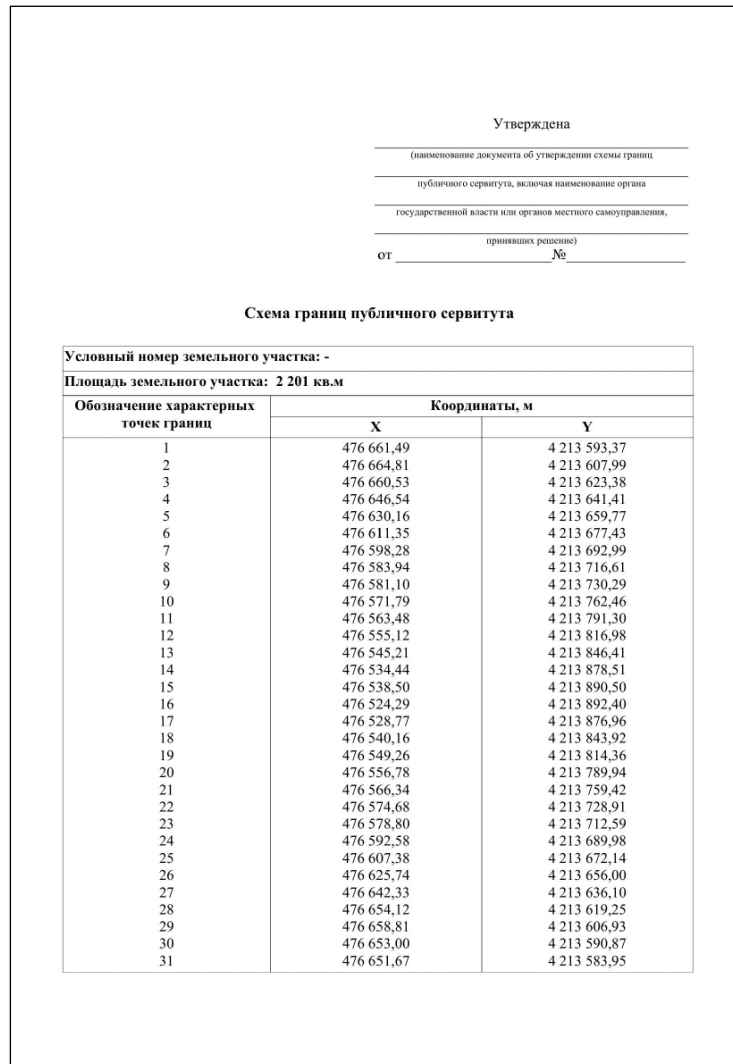 Утверждена
(наименование документа об утверждении схемы границ
публичного сервитута, включая наименование органа
государственной власти или органов местного самоуправления,
принявших решение)
от ______________________№_________________
Схема границ публичного сервитута
Условный номер земельного участка: -
Площадь земельного участка: 2 201 кв.м
Обозначение характерных точек границ Координаты, м
X Y
1 476 661,49 4 213 593,37
2 476 664,81 4 213 607,99
3 476 660,53 4 213 623,38
4 476 646,54 4 213 641,41
5 476 630,16 4 213 659,77
6 476 611,35 4 213 677,43
7 476 598,28 4 213 692,99
8 476 583,94 4 213 716,61
9 476 581,10 4 213 730,29
10 476 571,79 4 213 762,46
11 476 563,48 4 213 791,30
12 476 555,12 4 213 816,98
13 476 545,21 4 213 846,41
14 476 534,44 4 213 878,51
15 476 538,50 4 213 890,50
16 476 524,29 4 213 892,40
17 476 528,77 4 213 876,96
18 476 540,16 4 213 843,92
19 476 549,26 4 213 814,36
20 476 556,78 4 213 789,94
21 476 566,34 4 213 759,42
22 476 574,68 4 213 728,91
23 476 578,80 4 213 712,59
24 476 592,58 4 213 689,98
25 476 607,38 4 213 672,14
26 476 625,74 4 213 656,00
27 476 642,33 4 213 636,10
28 476 654,12 4 213 619,25
29 476 658,81 4 213 606,93
30 476 653,00 4 213 590,87
31 476 651,67 4 213 583,95